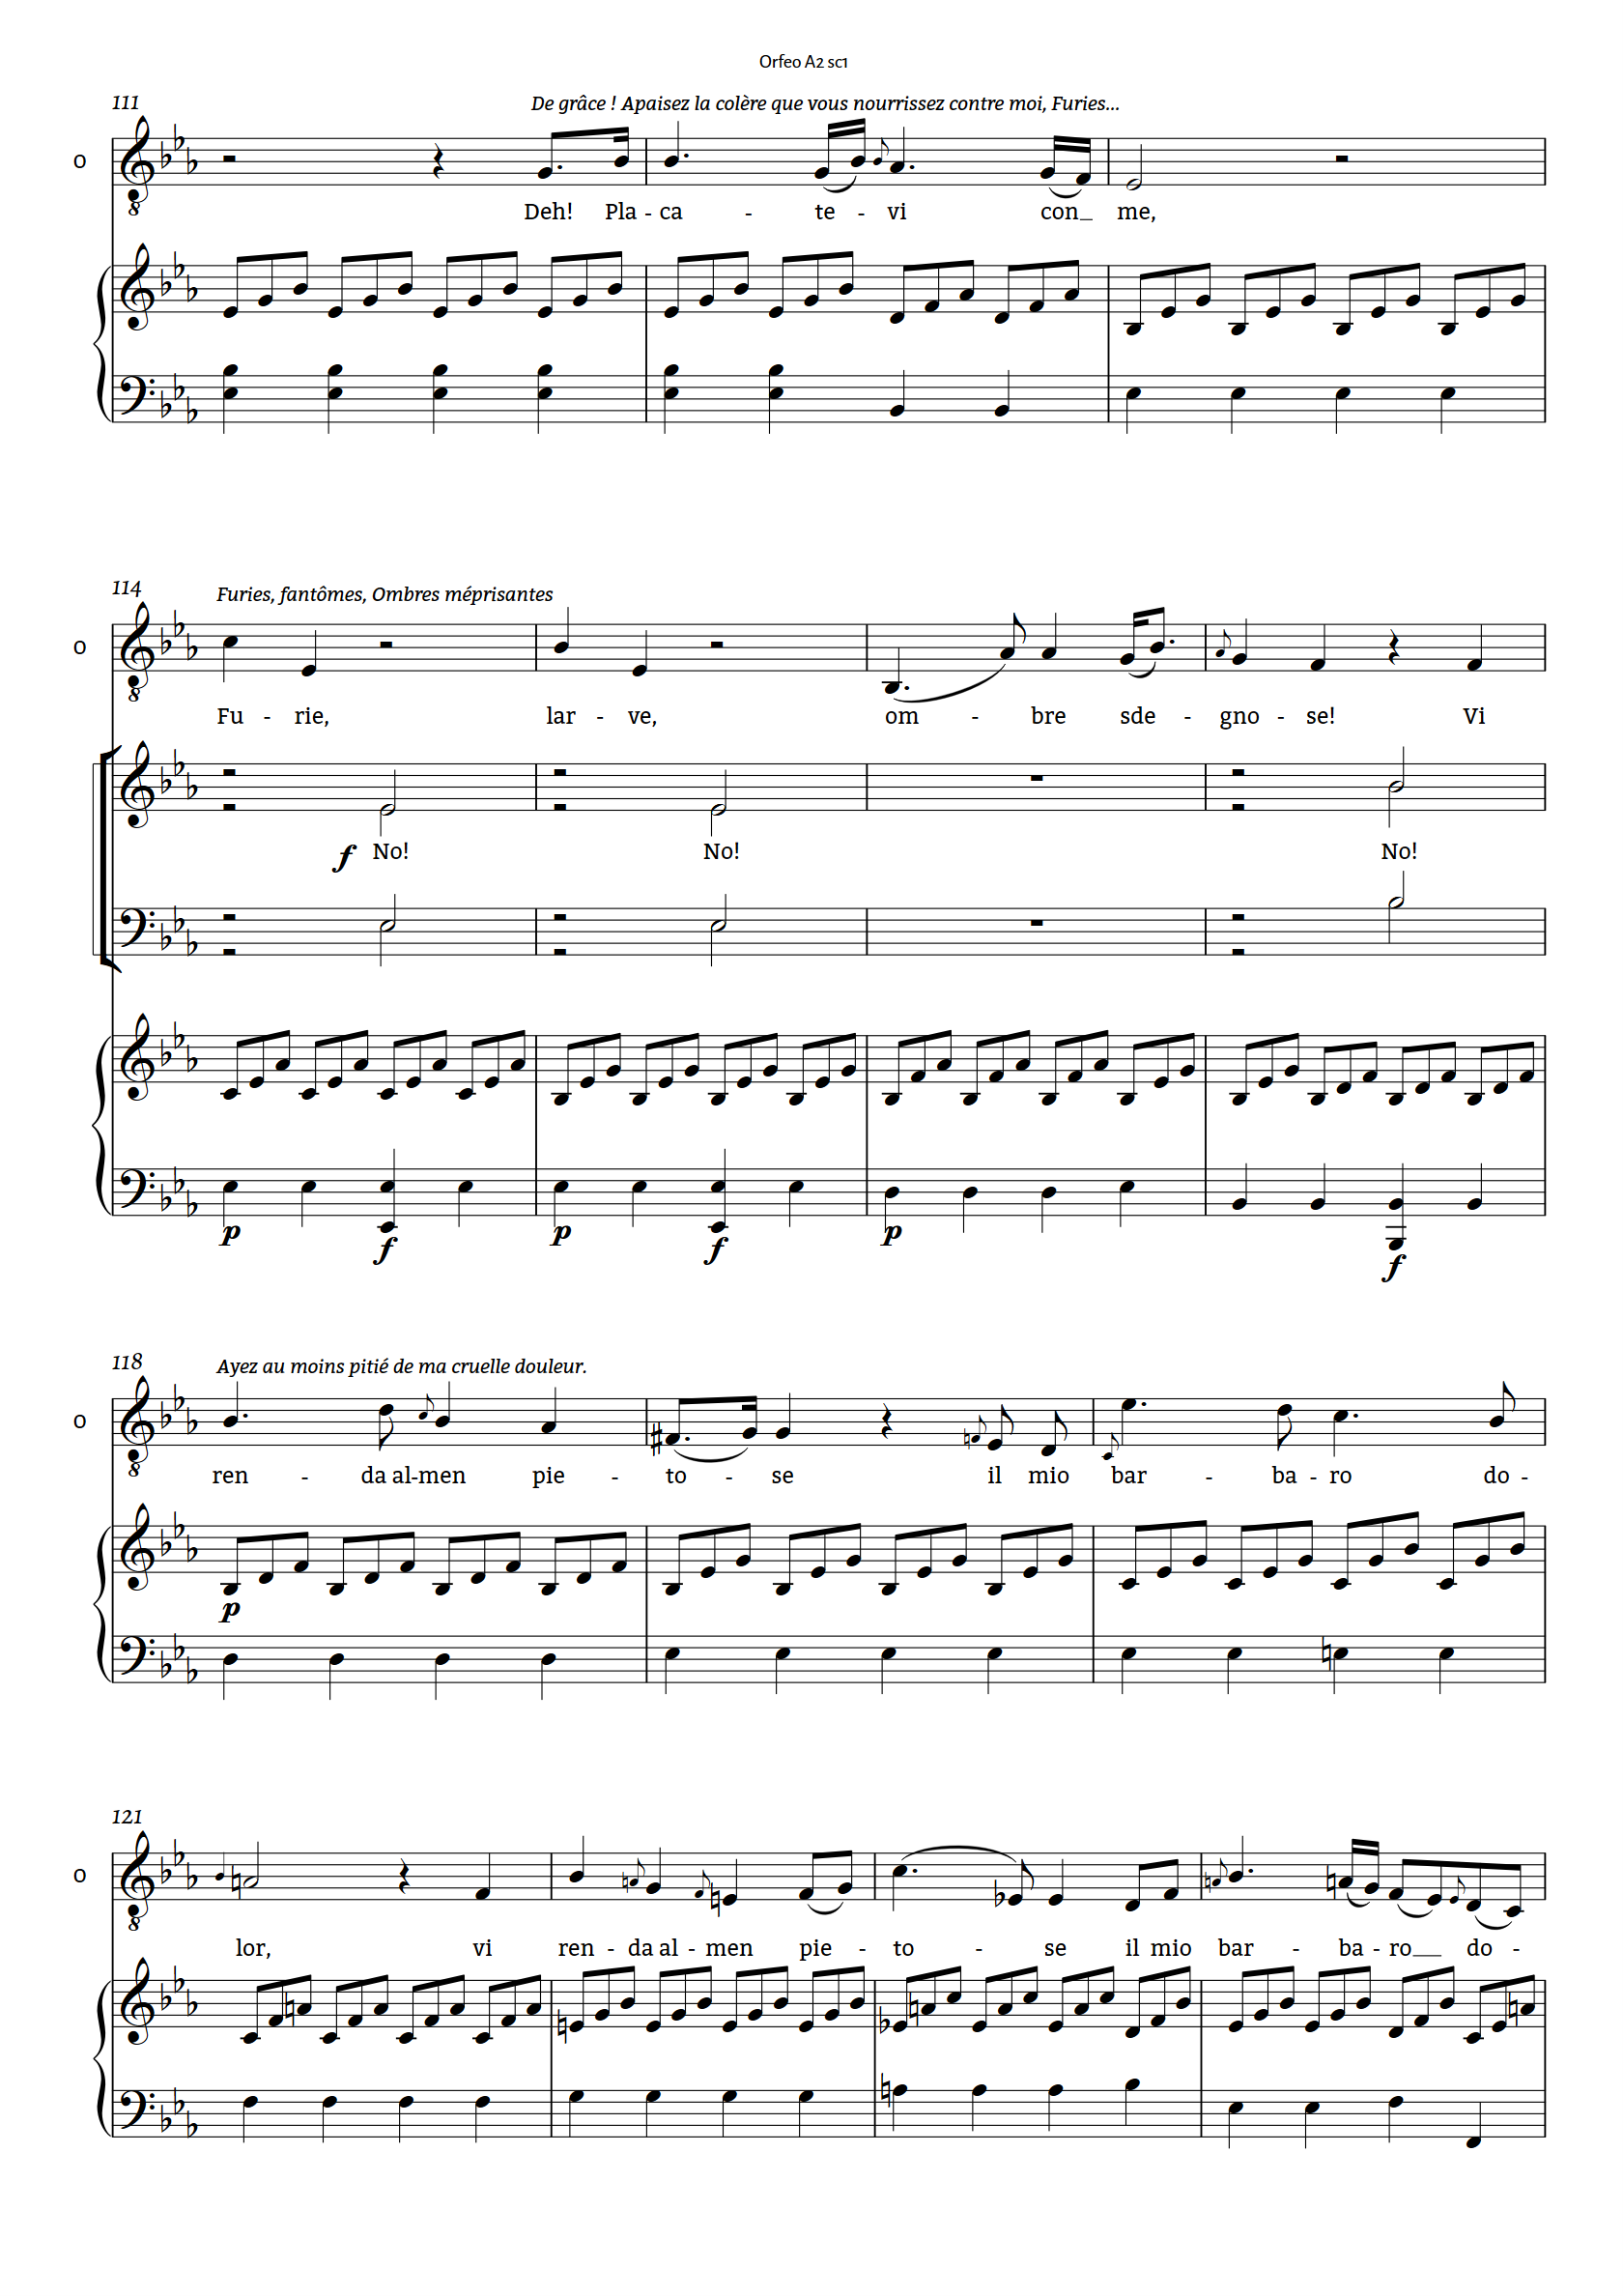 Orfeo A2 sc1
111
De grâce ! Apaisez la colère que vous nourrissez contre moi, Furies...
O
8
Deh! Pla - ca - te - vi con_ me,
114
Furies, fantômes, Ombres méprisantes
O
8
Fu - rie, lar - ve, om - bre sde - gno - se! Vi
f No! No! No!
p f p f p f
118
Ayez au moins pitié de ma cruelle douleur.
O
8
ren - da al-men pie - to - se il mio bar - ba - ro do -
p
121
O
8
lor, vi ren - da al - men pie - to - se il mio bar - ba - ro__ do -